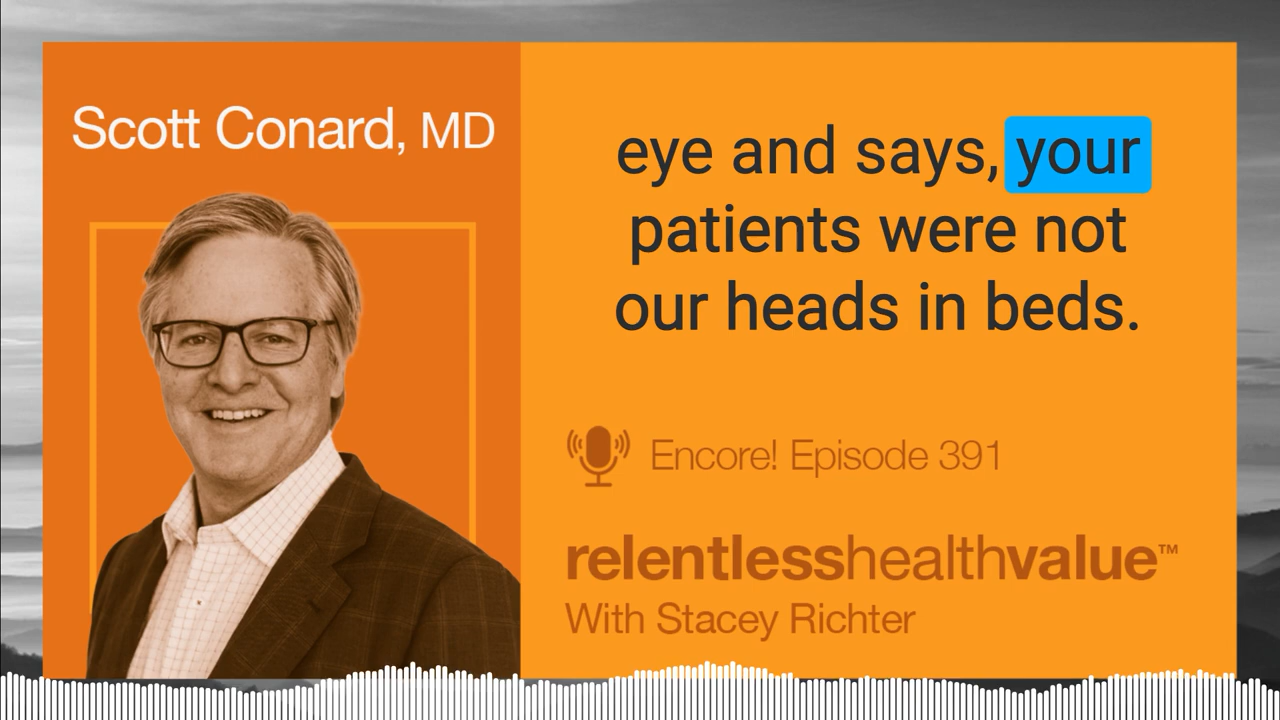 Scott Conard, MD
eye and says, your
patients were not
our heads in beds.
Encore! Episode 391
relentlesshealthvalue™
With Stacey Richter